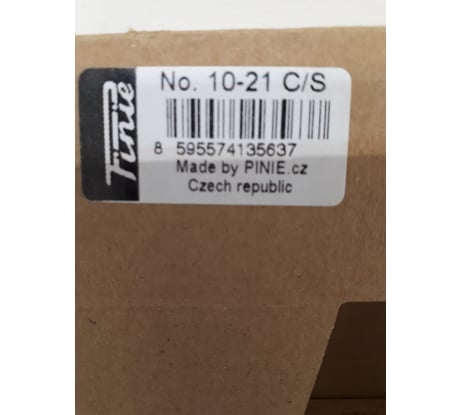 Pinie
No. 10-21 C/S
8 595574135637
Made by PINIE.cz
Czech republic